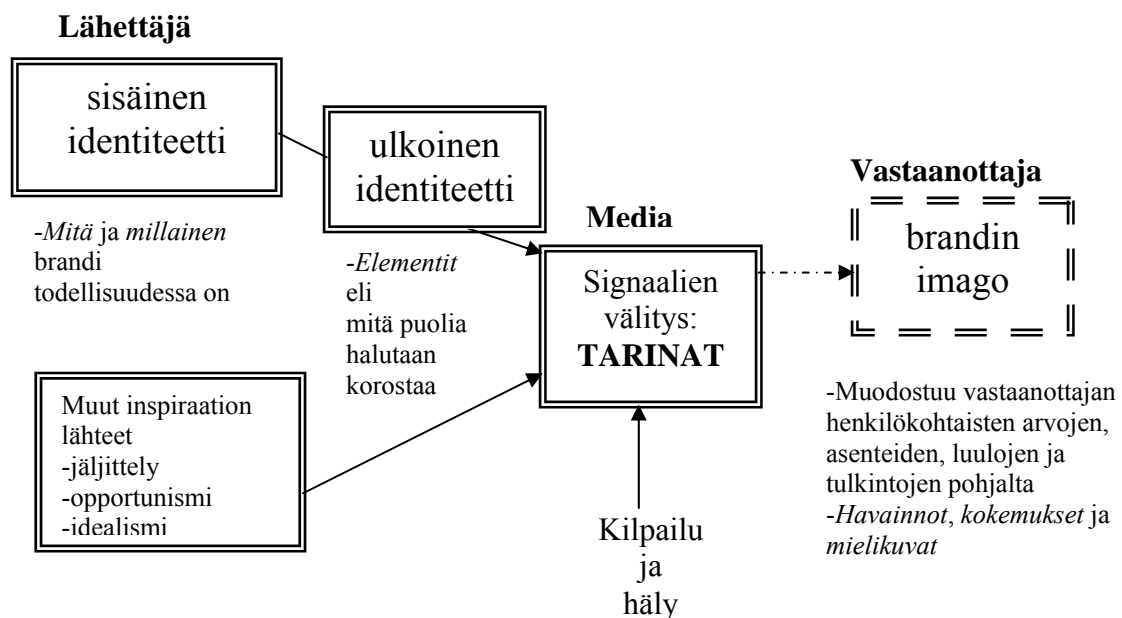 Lähettäjä
sisäinen
identiteetti
-Mitä ja millainen
brandi
todellisuudessa on
ulkoinen
identiteetti
-Elementit
eli
mitä puolia
halutaan
korostaa
Muut inspiraation
lähteet
-jäljittely
-opportunismi
-idealismi
Media
Signaalien
välitys:
TARINAT
Kilpailu
ja
häly
Vastaanottaja
brandin
imago
-Muodostuu vastaanottajan
henkilökohtaisten arvojen,
asenteiden, luulojen ja
tulkintojen pohjalta
-Havainnot, kokemukset ja
mielikuvat